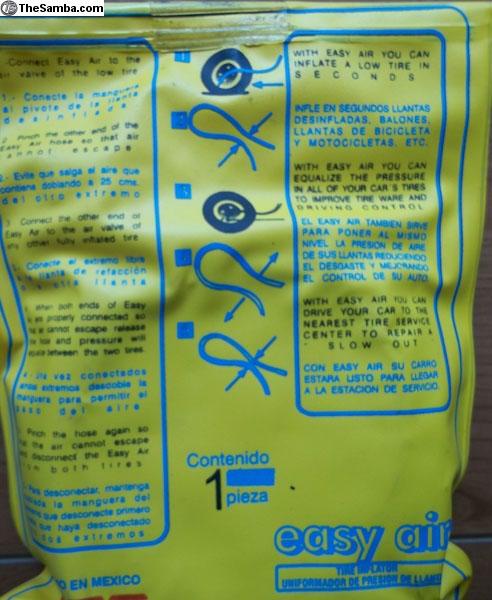 TheSamba.com
-Connect Easy Air to the
air valve of the low tire
1.- Conecte la manguera
al pivote de la llanta
desinflada
Pinch the other end of the
Easy Air hose so that air
cannot escape
2.- Evite que salga el aire que
contiene doblando a 25 cms.
del otro extremo
3 Connect the other end or
Easy Air to the air valve of
any other fully inflated tire
Conecte el extremo libre
llanta de refacción
otra llanta
When both ends of Easy
Air are properly connected so
air cannot escape release
the hose and pressure will
between the two tires.
4.- Una vez conectados
ambos extremos desdoble la
manguera para permitir el
paso del aire
Pinch the hose again so
that the air cannot escape
and disconnect the Easy Air
from both tires
Para desconectar, mantenga
doblada la manguera del
extremo que desconecte primero
que haya desconectado
dos extremos
WITH EASY AIR YOU CAN
INFLATE A LOW TIRE IN
SECONDS
INFLE EN SEGUNDOS LLANTAS
DESINFLADAS, BALONES,
LLANTAS DE BICICLETA
Y MOTOCICLETAS, ETC.
WITH EASY AIR YOU CAN
EQUALIZE THE PRESSURE
IN ALL OF YOUR CAR'S TIRES
TO IMPROVE TIRE WARE AND
DRIVING CONTROL
EL EASY AIR TAMBIEN SIRVE
PARA PONER AL MISMO
NIVEL LA PRESION DE AIRE
DE SUS LLANTAS REDUCIENDO
EL DESGASTE Y MEJORANDO
EL CONTROL DE SU AUTO
WITH EASY AIR YOU CAN
DRIVE YOUR CAR TO THE
NEAREST TIRE SERVICE
CENTER TO REPAIR A
" SLOW OUT
CON EASY AIR SU CARRO
ESTARA LISTO PARA LLEGAR
A LA ESTACION DE SERVICIO.
Contenido
1 pieza
easy air
TIRE INFLATOR
UNIFORMADOR DE PRESION DE LLANT
O EN MEXICO